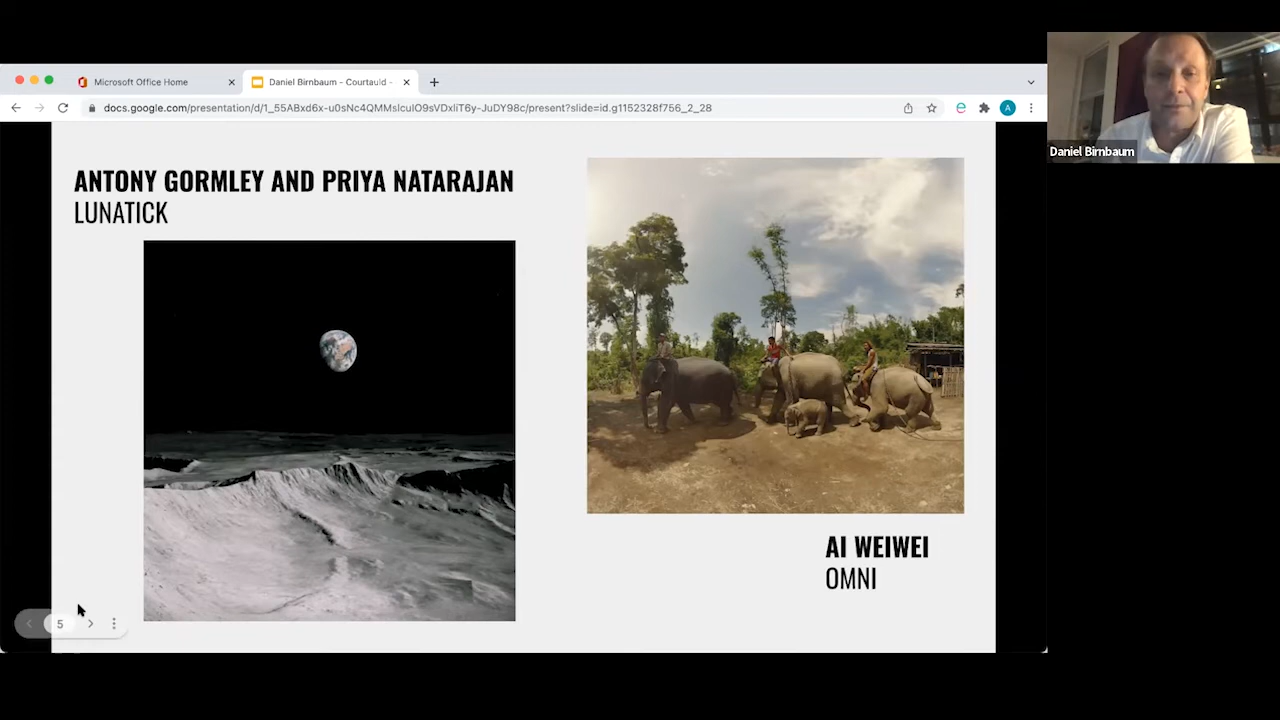 Microsoft Office Home
Daniel Birnbaum – Courtauld -
docs.google.com/presentation/d/1_55ABxd6x-u0sNc4QMMsIcuIO9sVDxliT6y-JuDY98c/present?slide=id.g1152328f756_2_28
A
ANTONY GORMLEY AND PRIYA NATARAJAN
LUNATICK
AI WEIWEI
OMNI
5
Daniel Birnbaum